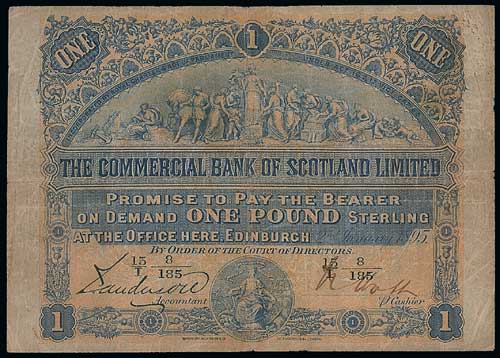 ONE 1 ONE
THE COMMERCIAL BANK OF SCOTLAND LIMITED
PROMISE TO PAY THE BEARER
ON DEMAND ONE POUND STERLING
AT THE OFFICE HERE, EDINBURGH
BY ORDER OF THE COURT OF DIRECTORS.
15 8 15 8
1 185 1 185
Accountant Cashier
1 1